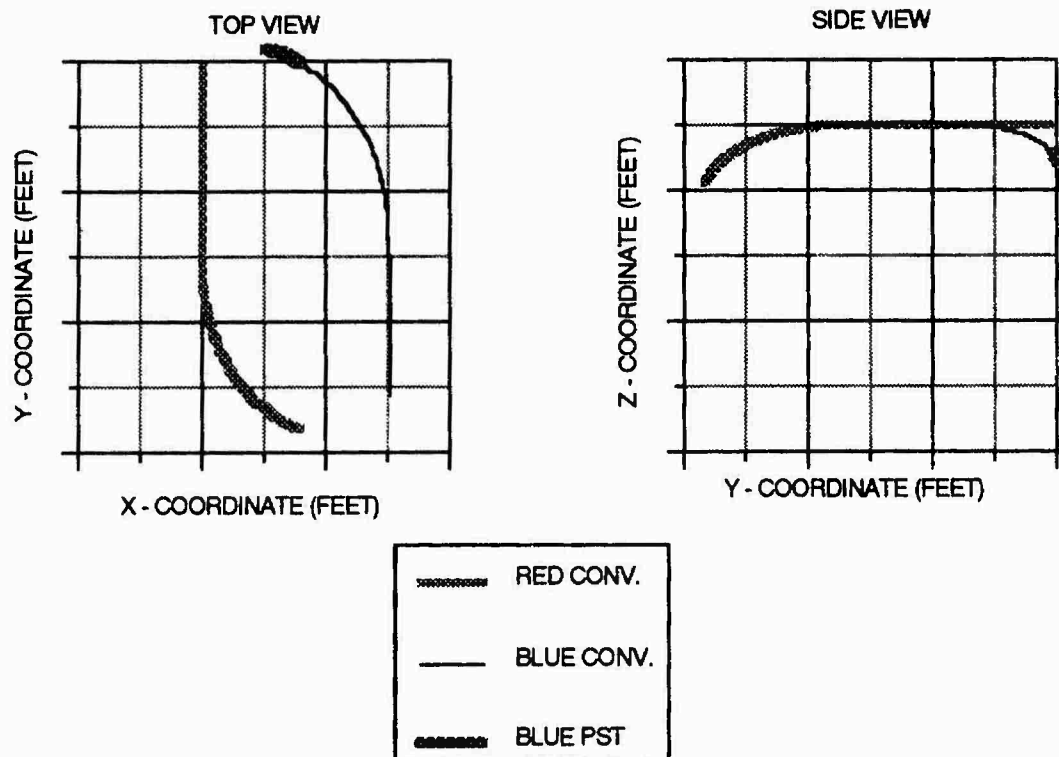 TOP VIEW
Y - COORDINATE (FEET)
X - COORDINATE (FEET)
SIDE VIEW
Z - COORDINATE (FEET)
Y - COORDINATE (FEET)
RED CONV.
BLUE CONV.
BLUE PST